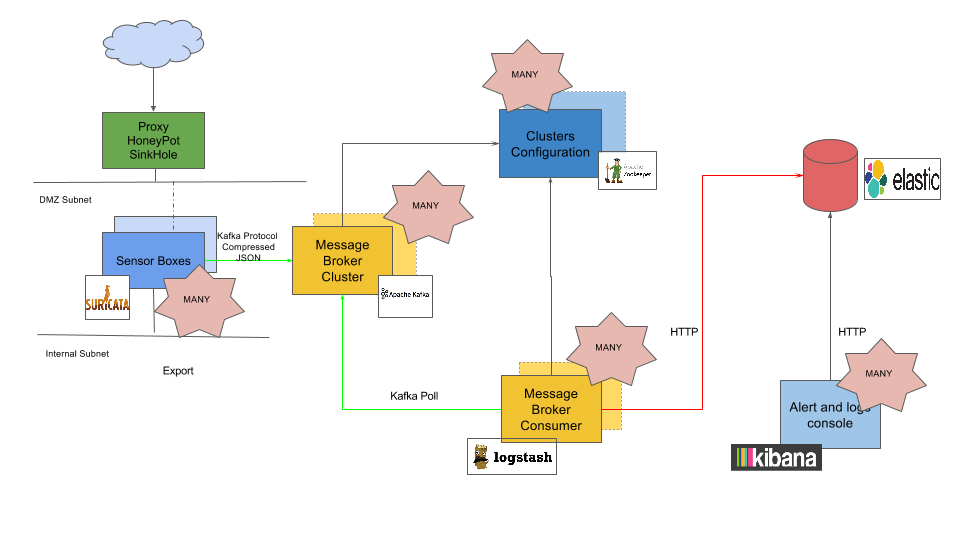 MANY
Proxy
HoneyPot
SinkHole
Clusters
Configuration
Apache
Zookeeper
elastic
DMZ Subnet
MANY
Kafka Protocol
Compressed
JSON
Message
Broker
Cluster
Apache Kafka
Sensor Boxes
SURICATA
MANY
Internal Subnet
Export
MANY
HTTP
HTTP
MANY
Kafka Poll
Message
Broker
Consumer
logstash
Alert and logs
console
kibana